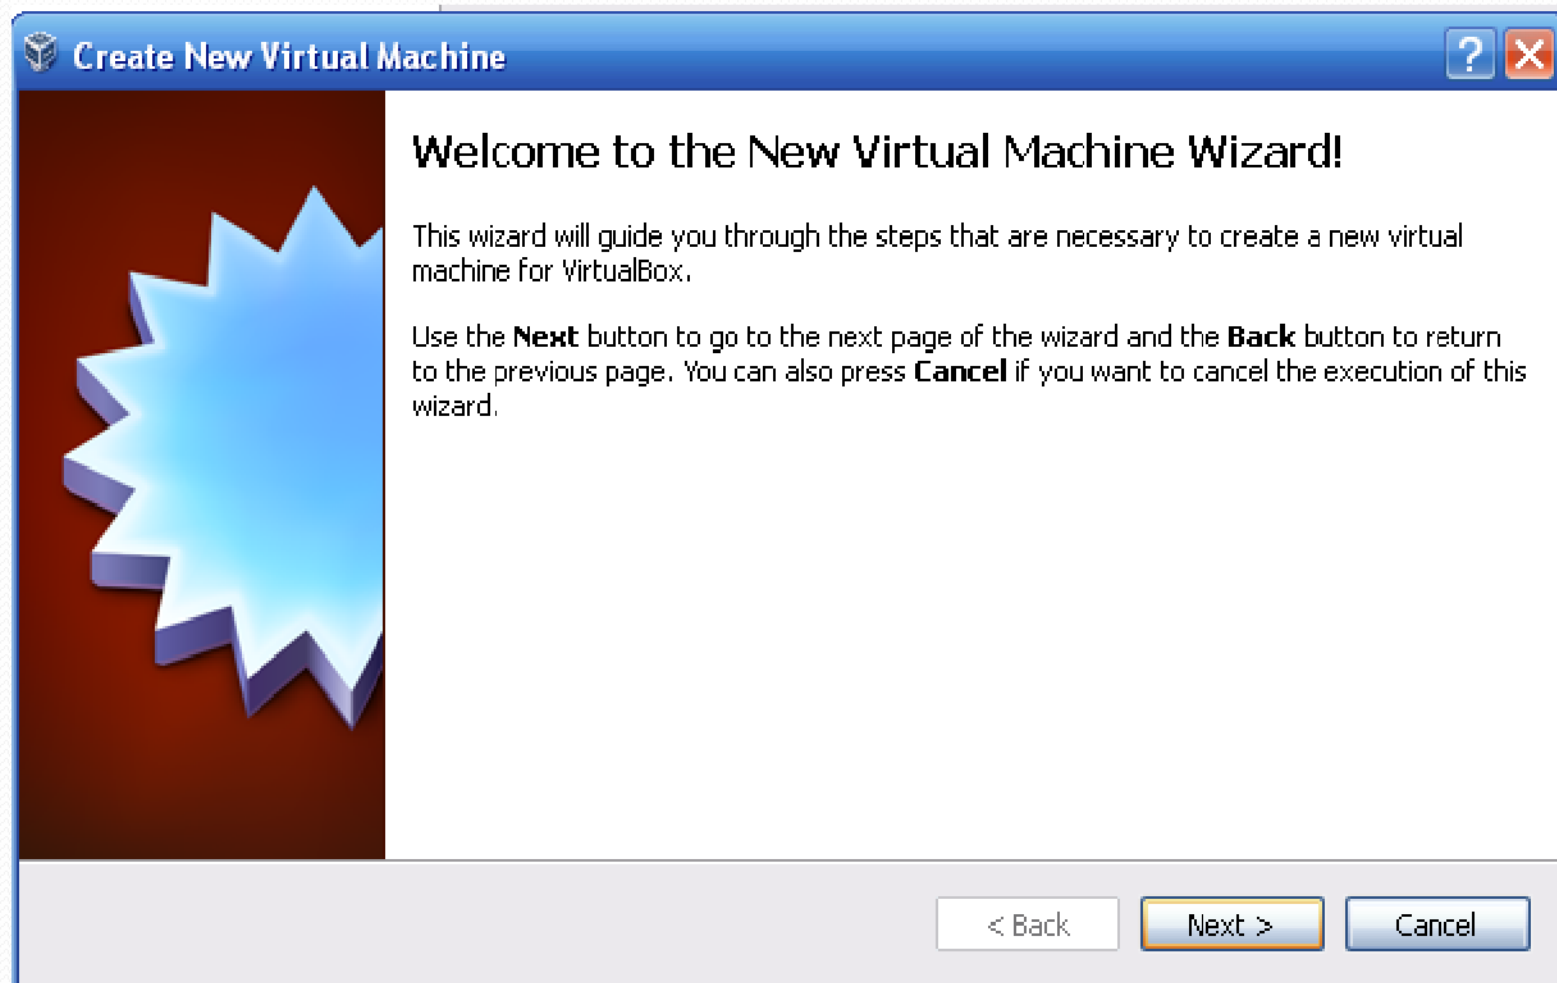 Create New Virtual Machine
Welcome to the New Virtual Machine Wizard!
This wizard will guide you through the steps that are necessary to create a new virtual
machine for VirtualBox.
Use the Next button to go to the next page of the wizard and the Back button to return
to the previous page. You can also press Cancel if you want to cancel the execution of this
wizard.
< Back
Next >
Cancel